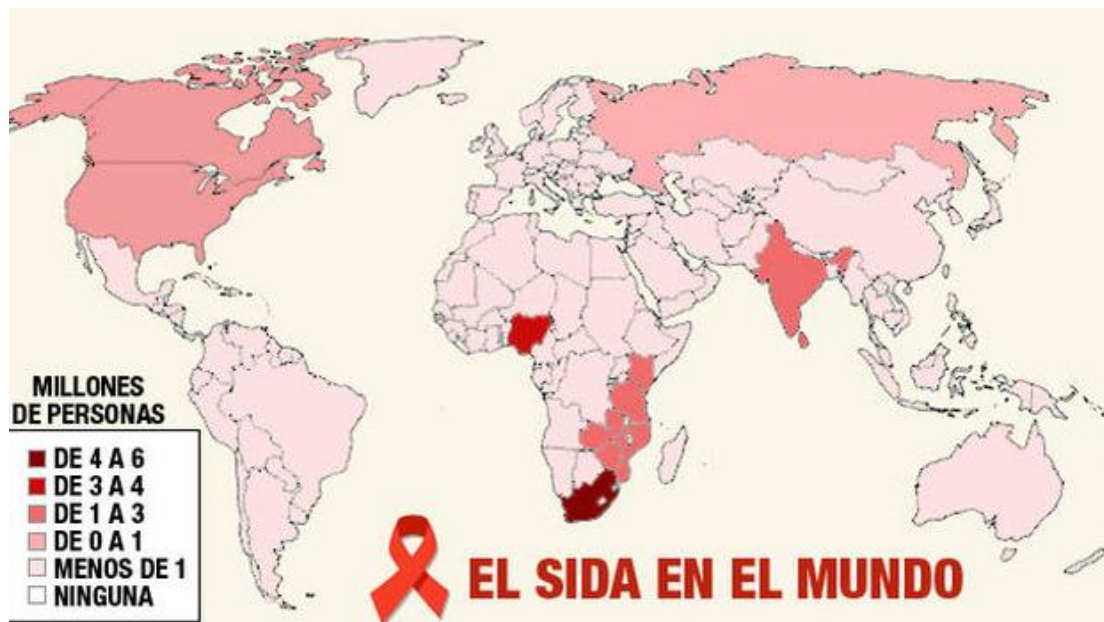 MILLONES
DE PERSONAS
DE 4 A 6
DE 3 A 4
DE 1 A 3
DE 0 A 1
MENOS DE 1
NINGUNA
EL SIDA EN EL MUNDO